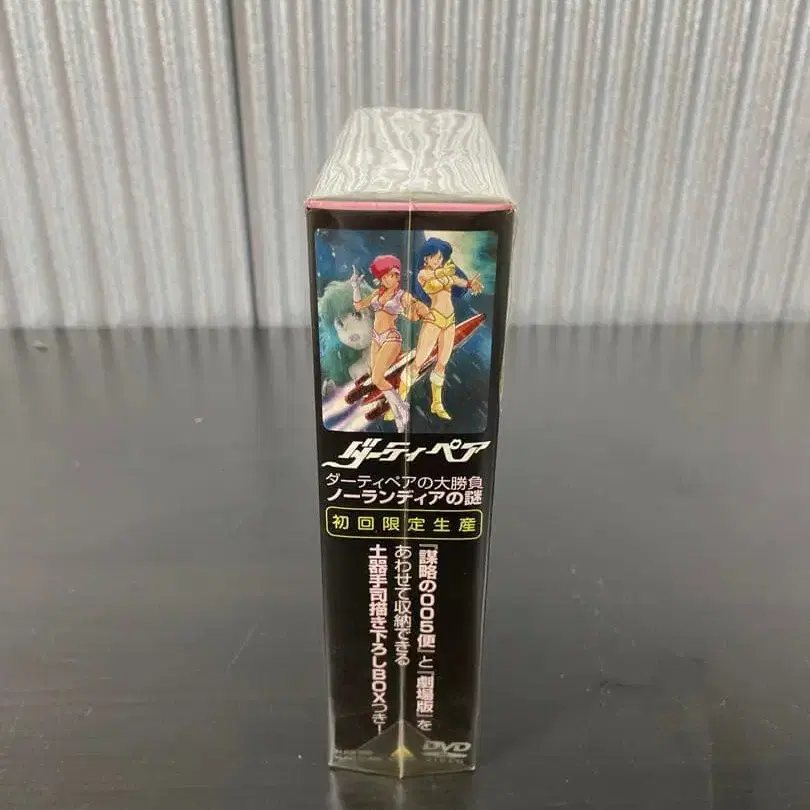 ダーティペア
ダーティペアの大勝負
ノーランディアの謎
初回限定生産
『謀略の005便』と『劇場版』を
あわせて収納できる
土器手司描き下ろしBOXつき!
DVD
VIDEO